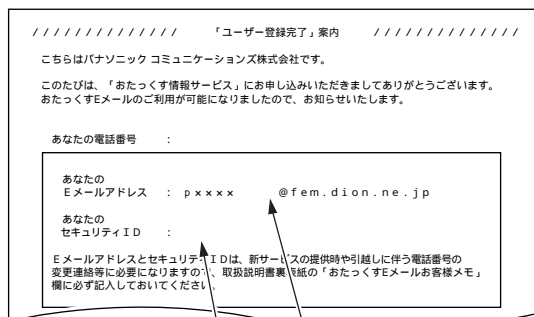 / / / / / / / / / / / / / / 「ユーザー登録完了」案内 / / / / / / / / / / / / / /
こちらはパナソニック コミュニケーションズ株式会社です。
このたびは、「おたっくす情報サービス」にお申し込みいただきましてありがとうございます。
おたっくすEメールのご利用が可能になりましたので、お知らせいたします。
あなたの電話番号 :
あなたの
Eメールアドレス : p×××× @fem.dion.ne.jp
あなたの
セキュリティID :
EメールアドレスとセキュリティIDは、新サービスの提供時や引越しに伴う電話番号の
変更連絡等に必要になりますので、取扱説明書裏表紙の「おたっくすEメールお客様メモ」
欄に必ず記入しておいてください。